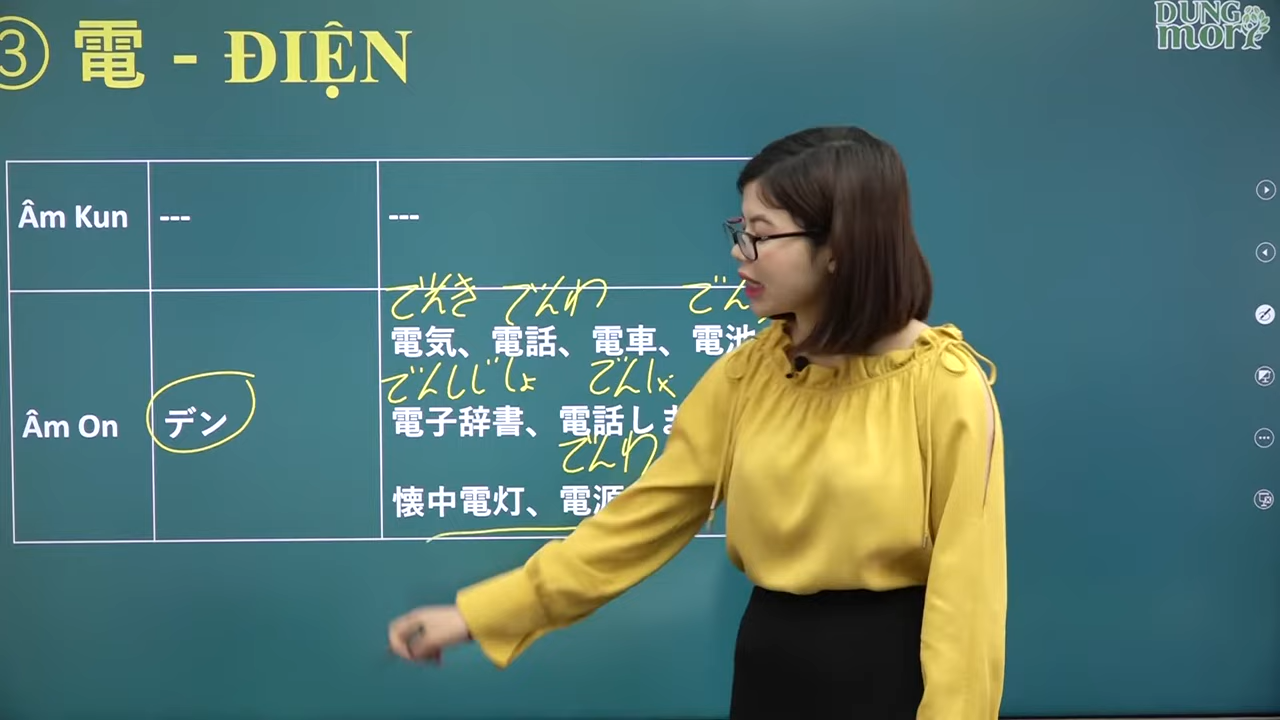 ③ 電 - ĐIỆN
DUNG
mori
Âm Kun --- ---
でんき でんわ でん
電気、電話、電車、電池
でんしじしょ でんしゃ
Âm On デン 電子辞書、電話しま
でんわ
懐中電灯、電源